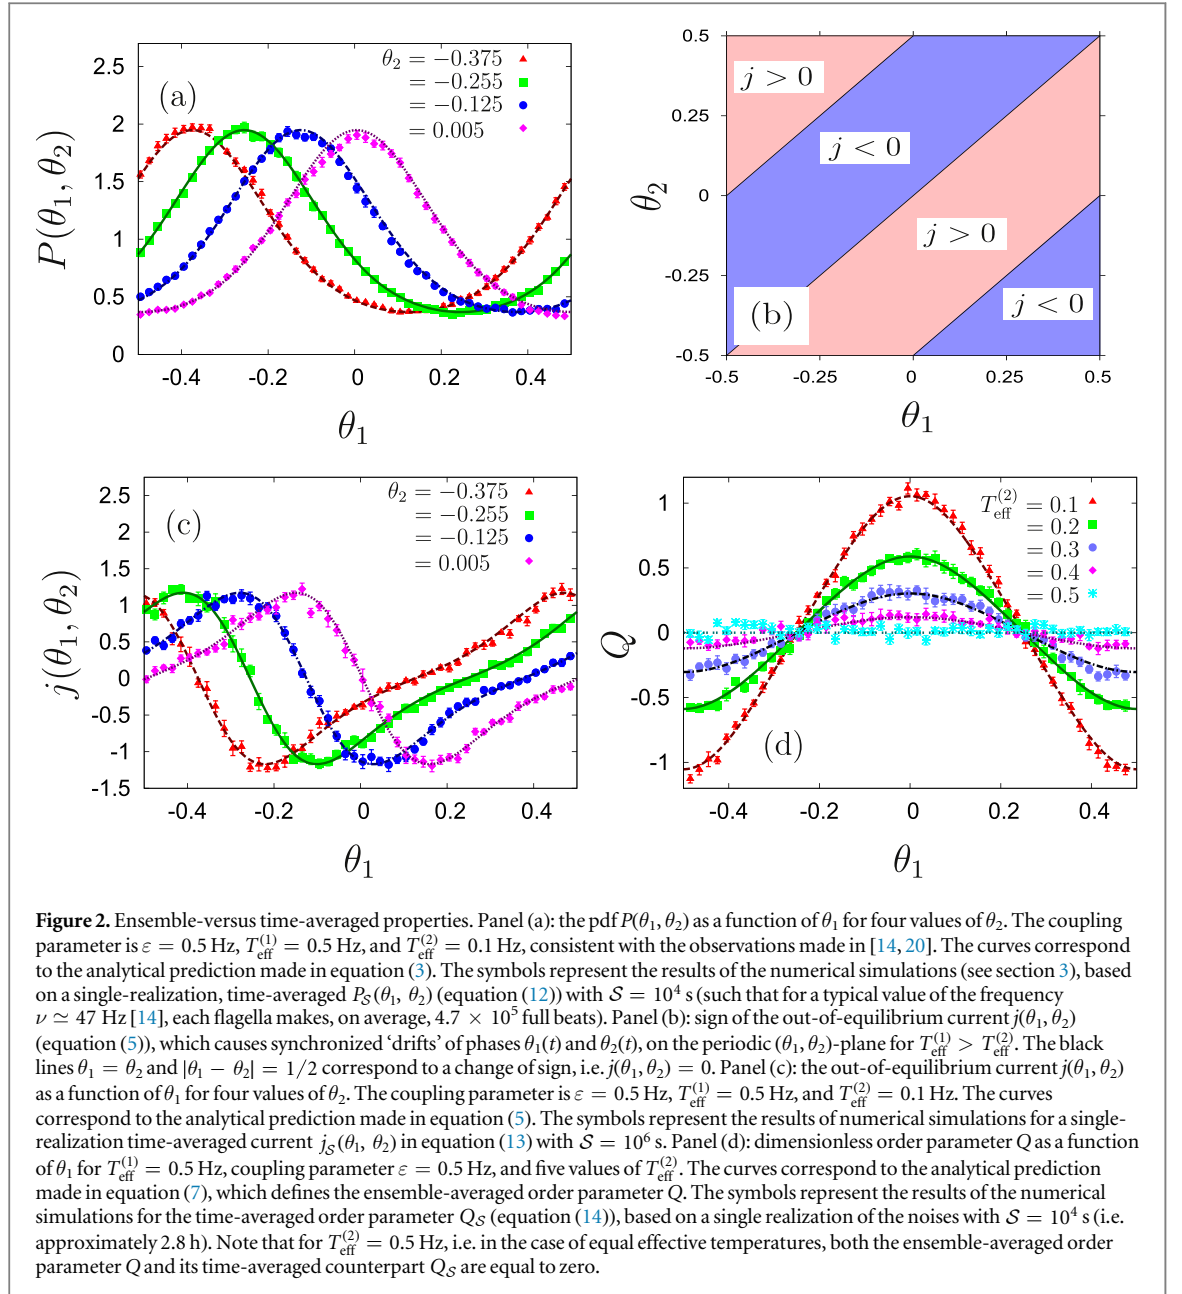 2.5
2
1.5
1
0.5
0
-0.4
-0.2
0
0.2
0.4
(a)
θ₂ = −0.375
= −0.255
= −0.125
= 0.005
P(θ₁, θ₂)
θ₁
0.5
0.25
0
-0.25
-0.5
-0.5
-0.25
0
0.25
0.5
j > 0
j < 0
j > 0
j < 0
(b)
θ₂
θ₁
2.5
2
1.5
1
0.5
0
-0.5
-1
-1.5
-0.4
-0.2
0
0.2
0.4
(c)
θ₂ = −0.375
= −0.255
= −0.125
= 0.005
j(θ₁, θ₂)
θ₁
1
0.5
0
-0.5
-1
-0.4
-0.2
0
0.2
0.4
T_eff^(2) = 0.1
= 0.2
= 0.3
= 0.4
= 0.5
(d)
Q
θ₁
Figure 2. Ensemble-versus time-averaged properties. Panel (a): the pdf P(θ₁, θ₂) as a function of θ₁ for four values of θ₂. The coupling
parameter is ε = 0.5 Hz, T_eff^(1) = 0.5 Hz, and T_eff^(2) = 0.1 Hz, consistent with the observations made in [14, 20]. The curves correspond
to the analytical prediction made in equation (3). The symbols represent the results of the numerical simulations (see section 3), based
on a single-realization, time-averaged P_𝒮(θ₁, θ₂) (equation (12)) with 𝒮 = 10⁴ s (such that for a typical value of the frequency
ν ≃ 47 Hz [14], each flagella makes, on average, 4.7 × 10⁵ full beats). Panel (b): sign of the out-of-equilibrium current j(θ₁, θ₂)
(equation (5)), which causes synchronized ‘drifts’ of phases θ₁(t) and θ₂(t), on the periodic (θ₁, θ₂)-plane for T_eff^(1) > T_eff^(2). The black
lines θ₁ = θ₂ and |θ₁ − θ₂| = 1/2 correspond to a change of sign, i.e. j(θ₁, θ₂) = 0. Panel (c): the out-of-equilibrium current j(θ₁, θ₂)
as a function of θ₁ for four values of θ₂. The coupling parameter is ε = 0.5 Hz, T_eff^(1) = 0.5 Hz, and T_eff^(2) = 0.1 Hz. The curves
correspond to the analytical prediction made in equation (5). The symbols represent the results of numerical simulations for a single-
realization time-averaged current j_𝒮(θ₁, θ₂) in equation (13) with 𝒮 = 10⁶ s. Panel (d): dimensionless order parameter Q as a function
of θ₁ for T_eff^(1) = 0.5 Hz, coupling parameter ε = 0.5 Hz, and five values of T_eff^(2). The curves correspond to the analytical prediction
made in equation (7), which defines the ensemble-averaged order parameter Q. The symbols represent the results of the numerical
simulations for the time-averaged order parameter Q_𝒮 (equation (14)), based on a single realization of the noises with 𝒮 = 10⁴ s (i.e.
approximately 2.8 h). Note that for T_eff^(2) = 0.5 Hz, i.e. in the case of equal effective temperatures, both the ensemble-averaged order
parameter Q and its time-averaged counterpart Q_𝒮 are equal to zero.